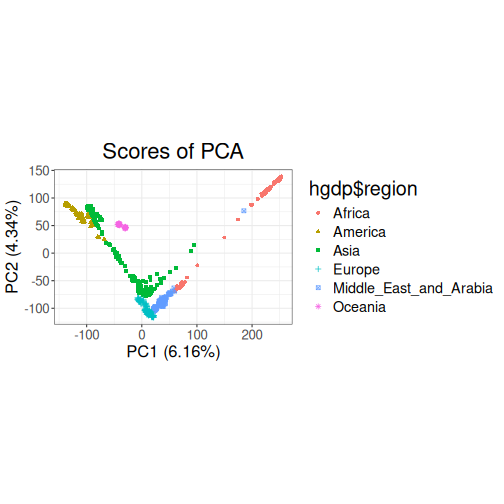 Scores of PCA
150
100
50
0
-50
-100
PC2 (4.34%)
-100
0
100
200
PC1 (6.16%)
hgdp$region
Africa
America
Asia
Europe
Middle_East_and_Arabia
Oceania